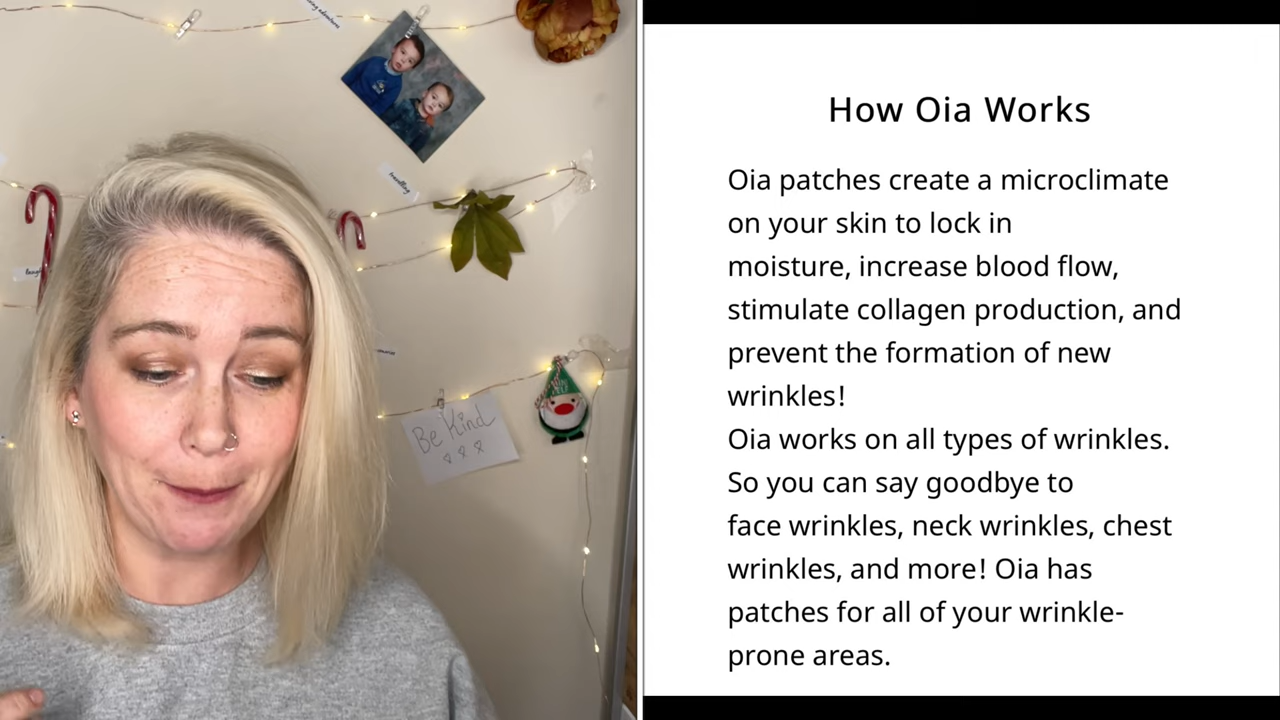 travelling
Be Kind
How Oia Works
Oia patches create a microclimate
on your skin to lock in
moisture, increase blood flow,
stimulate collagen production, and
prevent the formation of new
wrinkles!
Oia works on all types of wrinkles.
So you can say goodbye to
face wrinkles, neck wrinkles, chest
wrinkles, and more! Oia has
patches for all of your wrinkle-
prone areas.